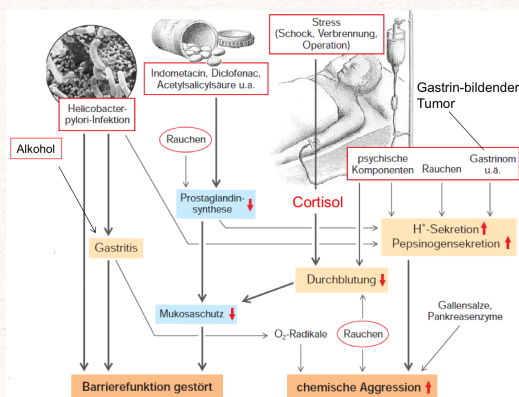 Stress
(Schock, Verbrennung,
Operation)
Indometacin, Diclofenac,
Acetylsalicylsäure u.a.
Gastrin-bildender
Tumor
Helicobacter-
pylori-Infektion
Alkohol
Rauchen
psychische
Komponenten
Rauchen
Gastrinom
u.a.
Prostaglandin-
synthese
Cortisol
H⁺-Sekretion
Pepsinogensekretion
Gastritis
Durchblutung
Mukosaschutz
O₂-Radikale
Rauchen
Gallensalze,
Pankreasenzyme
Barrierefunktion gestört
chemische Aggression